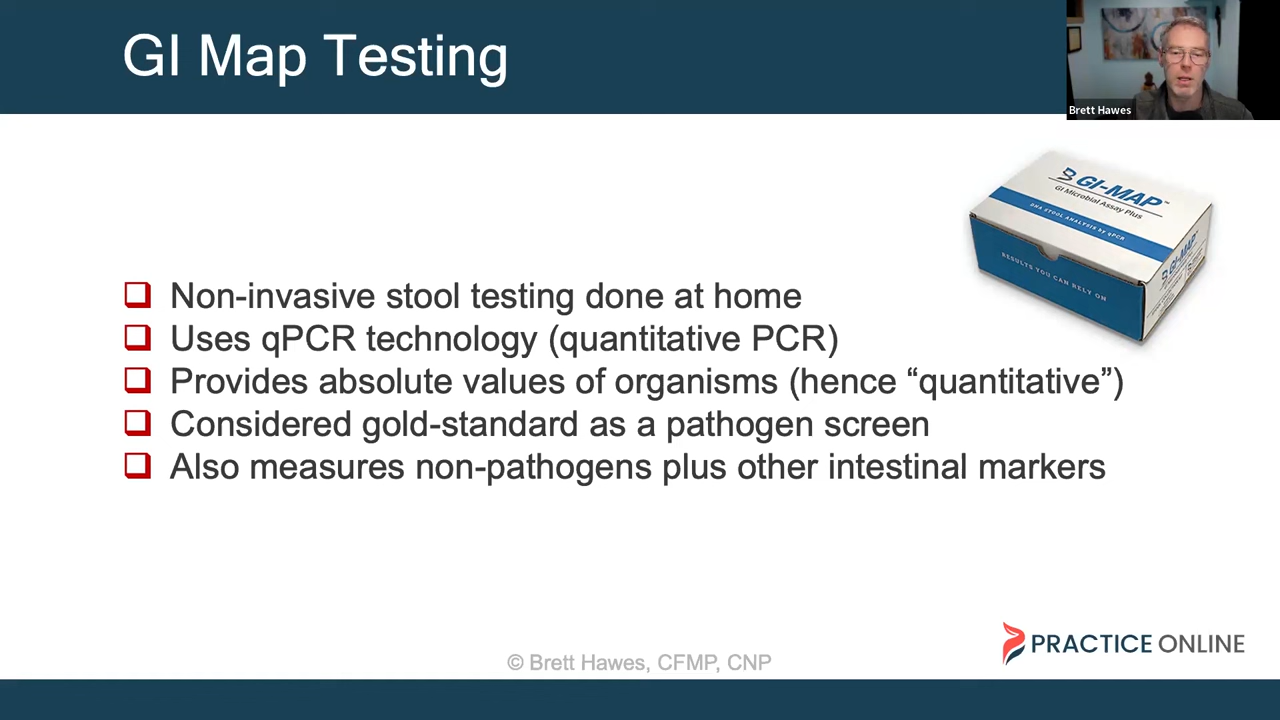 GI Map Testing
Brett Hawes
GI-MAP™
GI Microbial Assay Plus
DNA STOOL ANALYSIS by qPCR
RESULTS YOU CAN RELY ON
GI-MAP
Non-invasive stool testing done at home
Uses qPCR technology (quantitative PCR)
Provides absolute values of organisms (hence “quantitative”)
Considered gold-standard as a pathogen screen
Also measures non-pathogens plus other intestinal markers
PRACTICE ONLINE
© Brett Hawes, CFMP, CNP